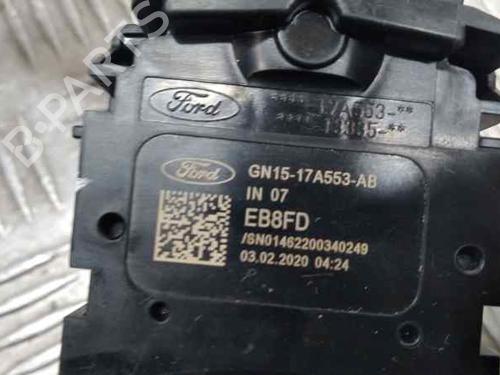 Ford
****-17A553-**
****-13335-**
Ford
GN15-17A553-AB
IN 07
EB8FD
/SN01462200340249
03.02.2020 04:24
B-PARTS